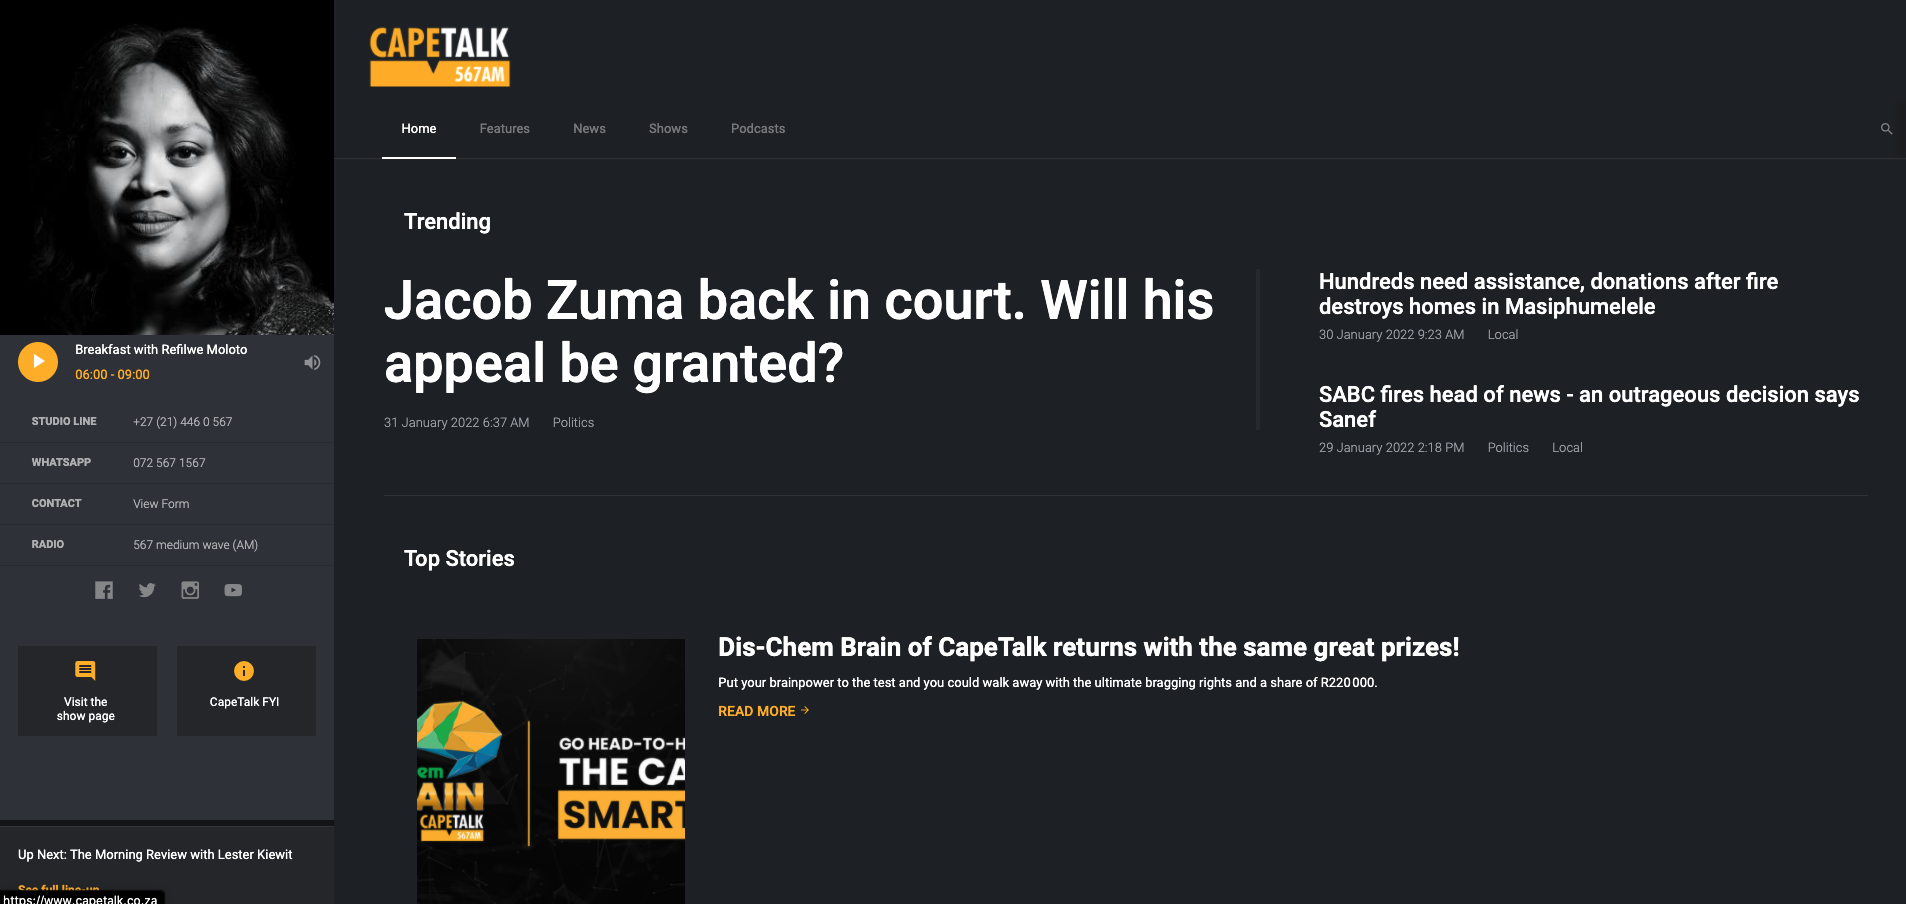 CAPETALK
567AM
Home
Features
News
Shows
Podcasts
Trending
Jacob Zuma back in court. Will his
appeal be granted?
31 January 2022 6:37 AM
Politics
Hundreds need assistance, donations after fire
destroys homes in Masiphumelele
30 January 2022 9:23 AM
Local
SABC fires head of news - an outrageous decision says
Sanef
29 January 2022 2:18 PM
Politics
Local
Breakfast with Refilwe Moloto
06:00 - 09:00
STUDIO LINE
+27 (21) 446 0 567
WHATSAPP
072 567 1567
CONTACT
View Form
RADIO
567 medium wave (AM)
Visit the
show page
CapeTalk FYI
Up Next: The Morning Review with Lester Kiewit
See full line-up
https://www.capetalk.co.za
Top Stories
em
AIN
CAPETALK
567AM
GO HEAD-TO-H
THE CA
SMART
Dis-Chem Brain of CapeTalk returns with the same great prizes!
Put your brainpower to the test and you could walk away with the ultimate bragging rights and a share of R220 000.
READ MORE